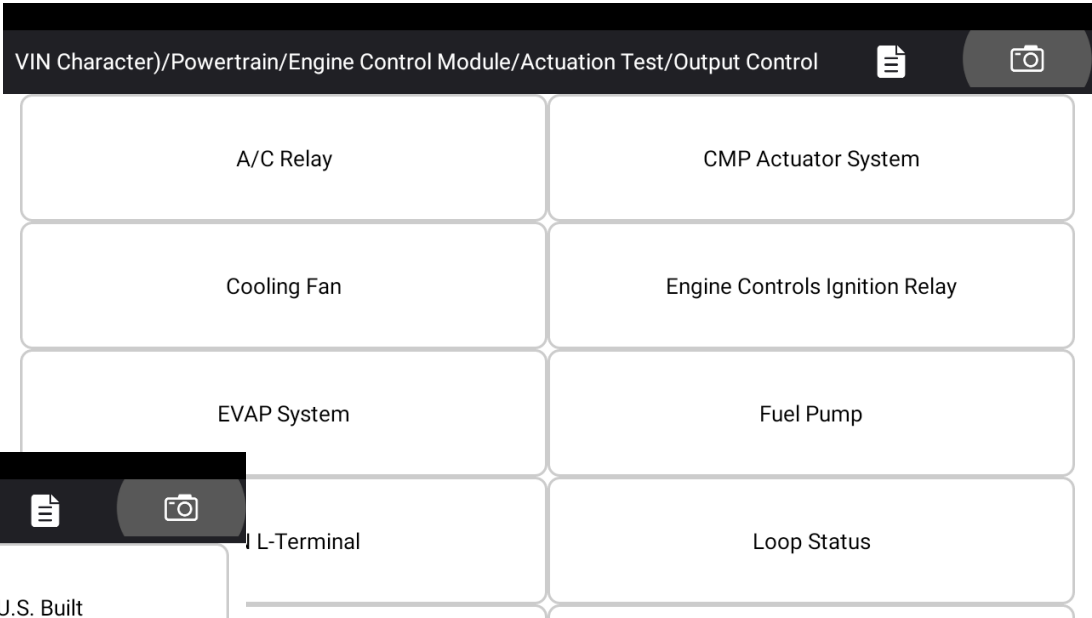 VIN Character)/Powertrain/Engine Control Module/Actuation Test/Output Control
A/C Relay
CMP Actuator System
Cooling Fan
Engine Controls Ignition Relay
EVAP System
Fuel Pump
L-Terminal
Loop Status
U.S. Built